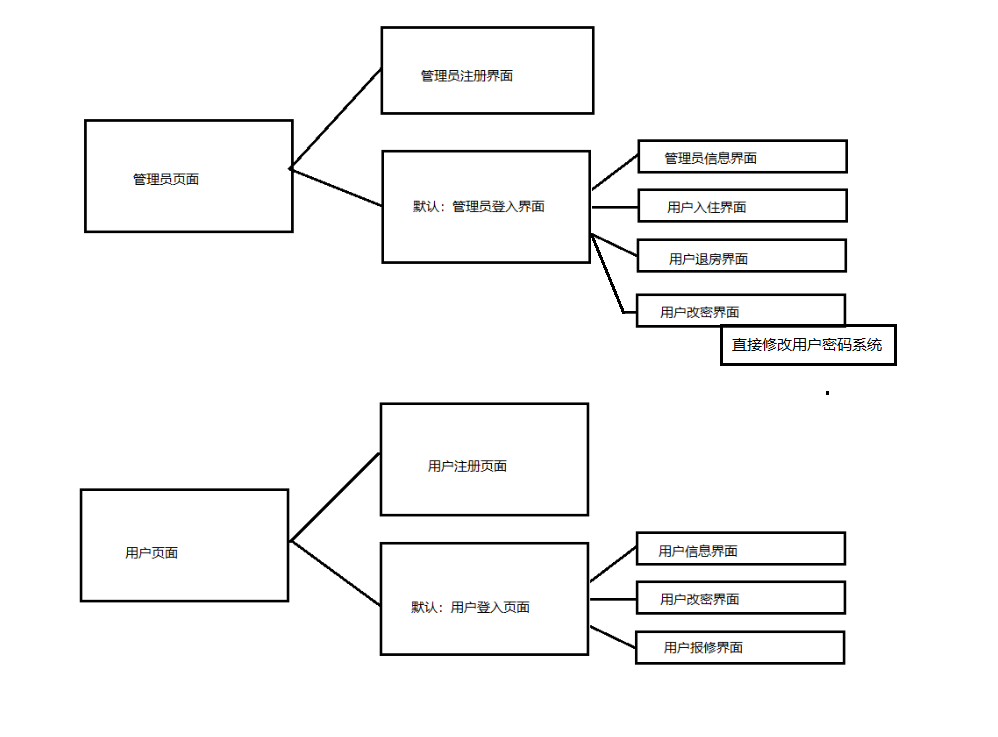 管理员注册界面
管理员页面
默认：管理员登入界面
管理员信息界面
用户入住界面
用户退房界面
用户改密界面
直接修改用户密码系统
用户注册页面
用户页面
默认：用户登入页面
用户信息界面
用户改密界面
用户报修界面